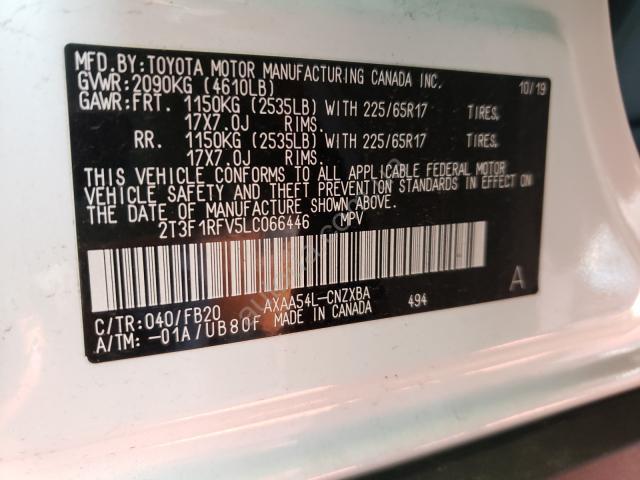 MFD.BY:TOYOTA MOTOR MANUFACTURING CANADA INC.
GVWR:2090KG (4610LB) 10/19
GAWR:FRT. 1150KG (2535LB) WITH 225/65R17 TIRES,
17X7.0J RIMS.
RR. 1150KG (2535LB) WITH 225/65R17 TIRES,
17X7.0J RIMS.
THIS VEHICLE CONFORMS TO ALL APPLICABLE FEDERAL MOTOR
VEHICLE SAFETY AND THEFT PREVENTION STANDARDS IN EFFECT ON
THE DATE OF MANUFACTURE SHOWN ABOVE.
2T3F1RFV5LC066446 MPV
A
C/TR:040/FB20 AXAA54L-CNZXBA 494
A/TM:-01A/UB80F MADE IN CANADA